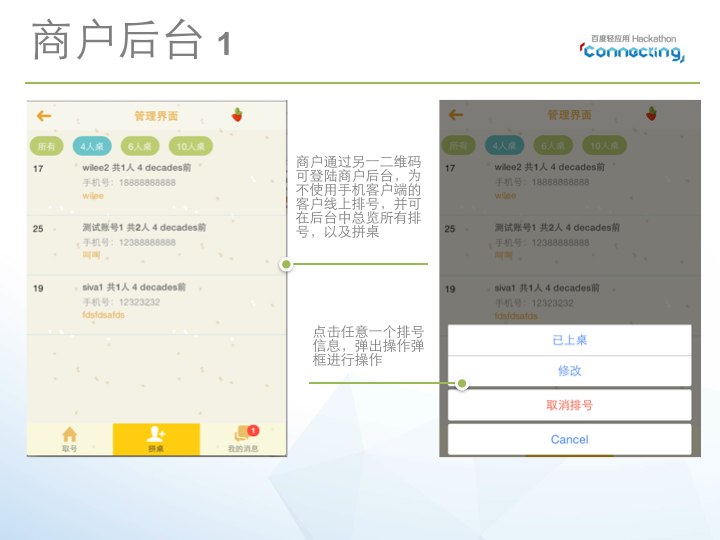 商户后台 1
百度轻应用 Hackathon
Connecting
管理界面
所有
4人桌
6人桌
10人桌
17
wilee2 共1人 4 decades前
手机号：18888888888
wilee
25
测试账号1 共2人 4 decades前
手机号：12388888888
呵呵
19
siva1 共1人 4 decades前
手机号：12323232
fdsfdsafds
取号
拼桌
我的消息
1
商户通过另一二维码
可登陆商户后台，为
不使用手机客户端的
客户线上排号，并可
在后台中总览所有排
号，以及拼桌
点击任意一个排号
信息，弹出操作弹
框进行操作
管理界面
所有
4人桌
6人桌
10人桌
17
wilee2 共1人 4 decades前
手机号：18888888888
wilee
25
测试账号1 共2人 4 decades前
手机号：12388888888
呵呵
19
siva1 共1人 4 decades前
手机号：12323232
fdsfdsafds
已上桌
修改
取消排号
Cancel